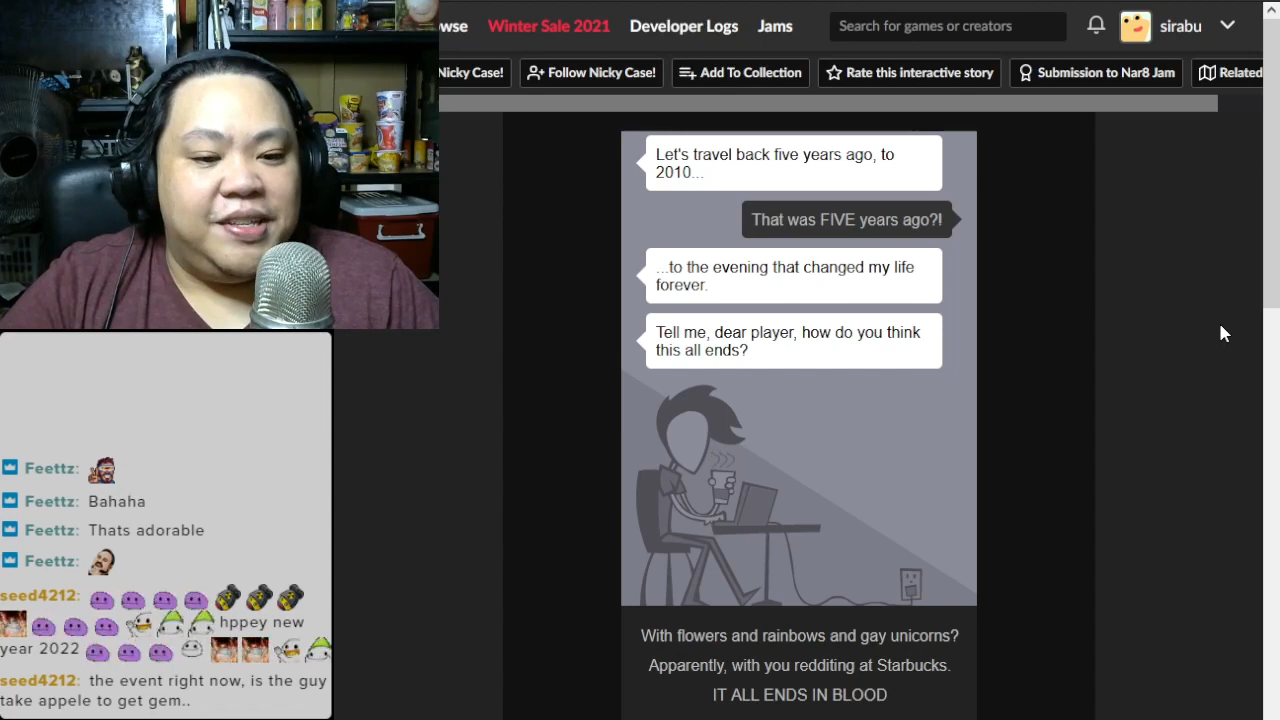 owse Winter Sale 2021 Developer Logs Jams Search for games or creators sirabu
Nicky Case! Follow Nicky Case! Add To Collection Rate this interactive story Submission to Nar8 Jam Related
Let's travel back five years ago, to
2010...
That was FIVE years ago?!
...to the evening that changed my life
forever.
Tell me, dear player, how do you think
this all ends?
With flowers and rainbows and gay unicorns?
Apparently, with you redditing at Starbucks.
IT ALL ENDS IN BLOOD
Feettz:
Feettz: Bahaha
Feettz: Thats adorable
Feettz:
seed4212:
hppey new
year 2022
seed4212: the event right now, is the guy
take appele to get gem..